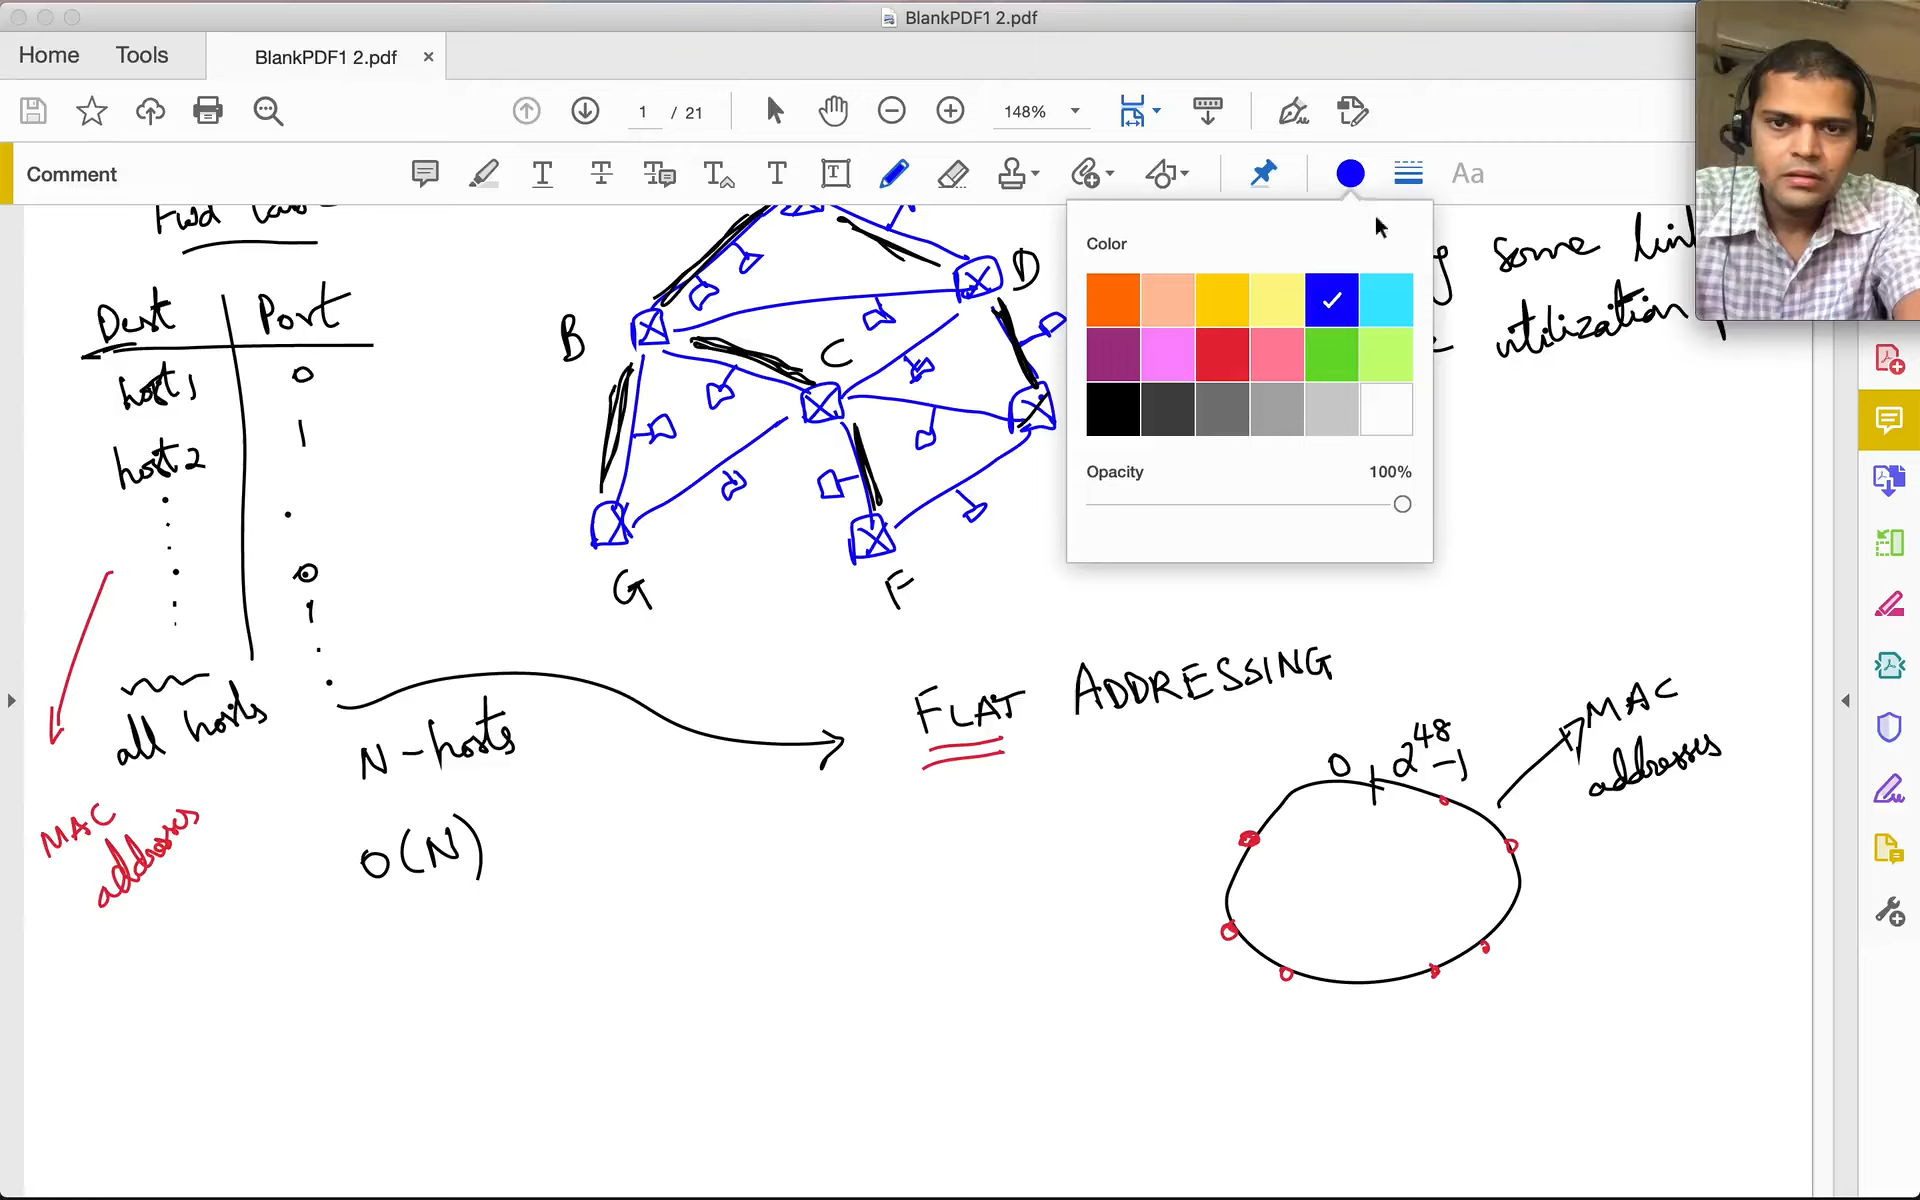 BlankPDF1 2.pdf
Home Tools BlankPDF1 2.pdf ×
1 / 21 148%
Comment Aa
Color
Opacity 100%
Fwd
Dest Port
host1 0
host2 1
0
1
all hosts
N-hosts
O(N)
MAC
addresses
B
C
D
G
F
some link
utilization
FLAT ADDRESSING
0 2^48 -1
MAC
addresses